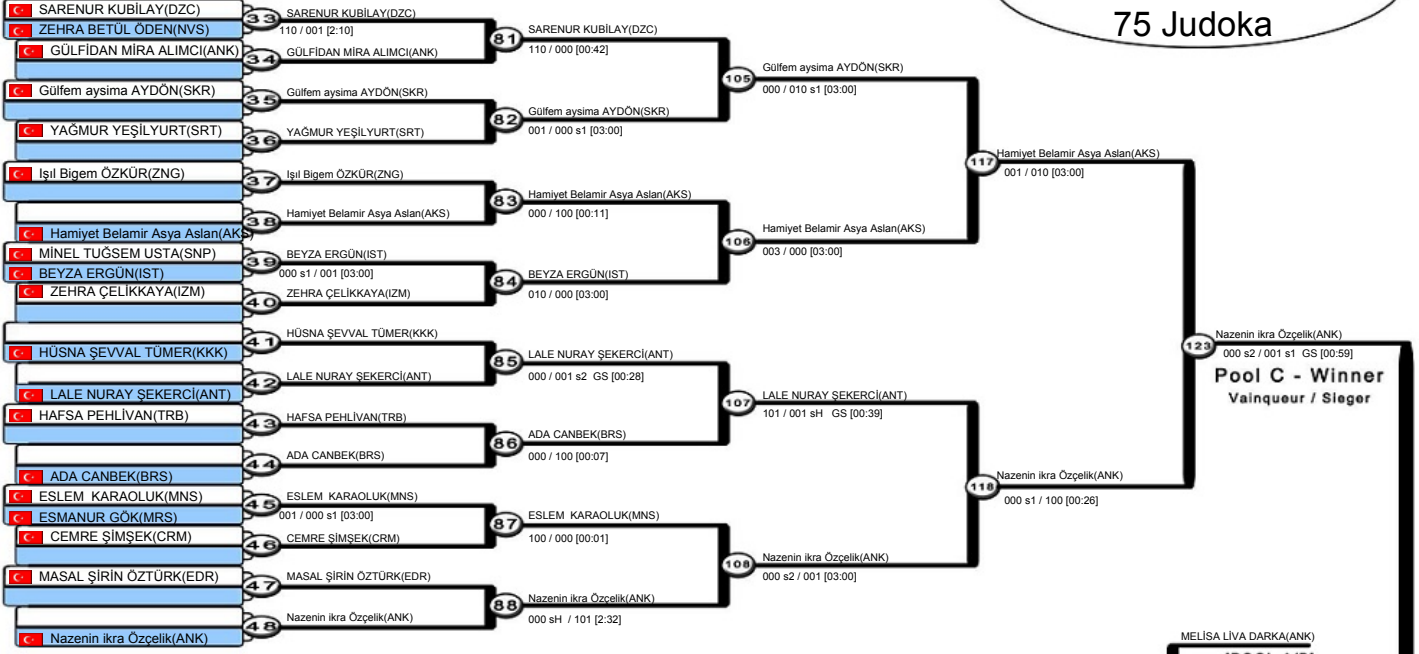 75 Judoka
SARENUR KUBİLAY(DZC)
ZEHRA BETÜL ÖDEN(NVS)
GÜLFİDAN MİRA ALIMCI(ANK)
Gülfem aysima AYDÖN(SKR)
YAĞMUR YEŞİLYURT(SRT)
Işıl Bigem ÖZKÜR(ZNG)
Hamiyet Belamir Asya Aslan(AKS)
MİNEL TUĞSEM USTA(SNP)
BEYZA ERGÜN(IST)
ZEHRA ÇELİKKAYA(IZM)
HÜSNA ŞEVVAL TÜMER(KKK)
LALE NURAY ŞEKERCİ(ANT)
HAFSA PEHLİVAN(TRB)
ADA CANBEK(BRS)
ESLEM  KARAOLUK(MNS)
ESMANUR GÖK(MRS)
CEMRE ŞİMŞEK(CRM)
MASAL ŞİRİN ÖZTÜRK(EDR)
Nazenin ikra Özçelik(ANK)
33
SARENUR KUBİLAY(DZC)
110 / 001 [2:10]
34
GÜLFİDAN MİRA ALIMCI(ANK)
35
Gülfem aysima AYDÖN(SKR)
36
YAĞMUR YEŞİLYURT(SRT)
37
Işıl Bigem ÖZKÜR(ZNG)
38
Hamiyet Belamir Asya Aslan(AKS)
39
BEYZA ERGÜN(IST)
000 s1 / 001 [03:00]
40
ZEHRA ÇELİKKAYA(IZM)
41
HÜSNA ŞEVVAL TÜMER(KKK)
42
LALE NURAY ŞEKERCİ(ANT)
43
HAFSA PEHLİVAN(TRB)
44
ADA CANBEK(BRS)
45
ESLEM  KARAOLUK(MNS)
001 / 000 s1 [03:00]
46
CEMRE ŞİMŞEK(CRM)
47
MASAL ŞİRİN ÖZTÜRK(EDR)
48
Nazenin ikra Özçelik(ANK)
81
SARENUR KUBİLAY(DZC)
110 / 000 [00:42]
82
Gülfem aysima AYDÖN(SKR)
001 / 000 s1 [03:00]
83
Hamiyet Belamir Asya Aslan(AKS)
000 / 100 [00:11]
84
BEYZA ERGÜN(IST)
010 / 000 [03:00]
85
LALE NURAY ŞEKERCİ(ANT)
000 / 001 s2  GS [00:28]
86
ADA CANBEK(BRS)
000 / 100 [00:07]
87
ESLEM  KARAOLUK(MNS)
100 / 000 [00:01]
88
Nazenin ikra Özçelik(ANK)
000 sH  / 101 [2:32]
105
Gülfem aysima AYDÖN(SKR)
000 / 010 s1 [03:00]
106
Hamiyet Belamir Asya Aslan(AKS)
003 / 000 [03:00]
107
LALE NURAY ŞEKERCİ(ANT)
101 / 001 sH   GS [00:39]
108
Nazenin ikra Özçelik(ANK)
000 s2 / 001 [03:00]
117
Hamiyet Belamir Asya Aslan(AKS)
001 / 010 [03:00]
118
Nazenin ikra Özçelik(ANK)
000 s1 / 100 [00:26]
123
Nazenin ikra Özçelik(ANK)
000 s2 / 001 s1  GS [00:59]
Pool C - Winner
Vainqueur / Sieger
MELİSA LİVA DARKA(ANK)